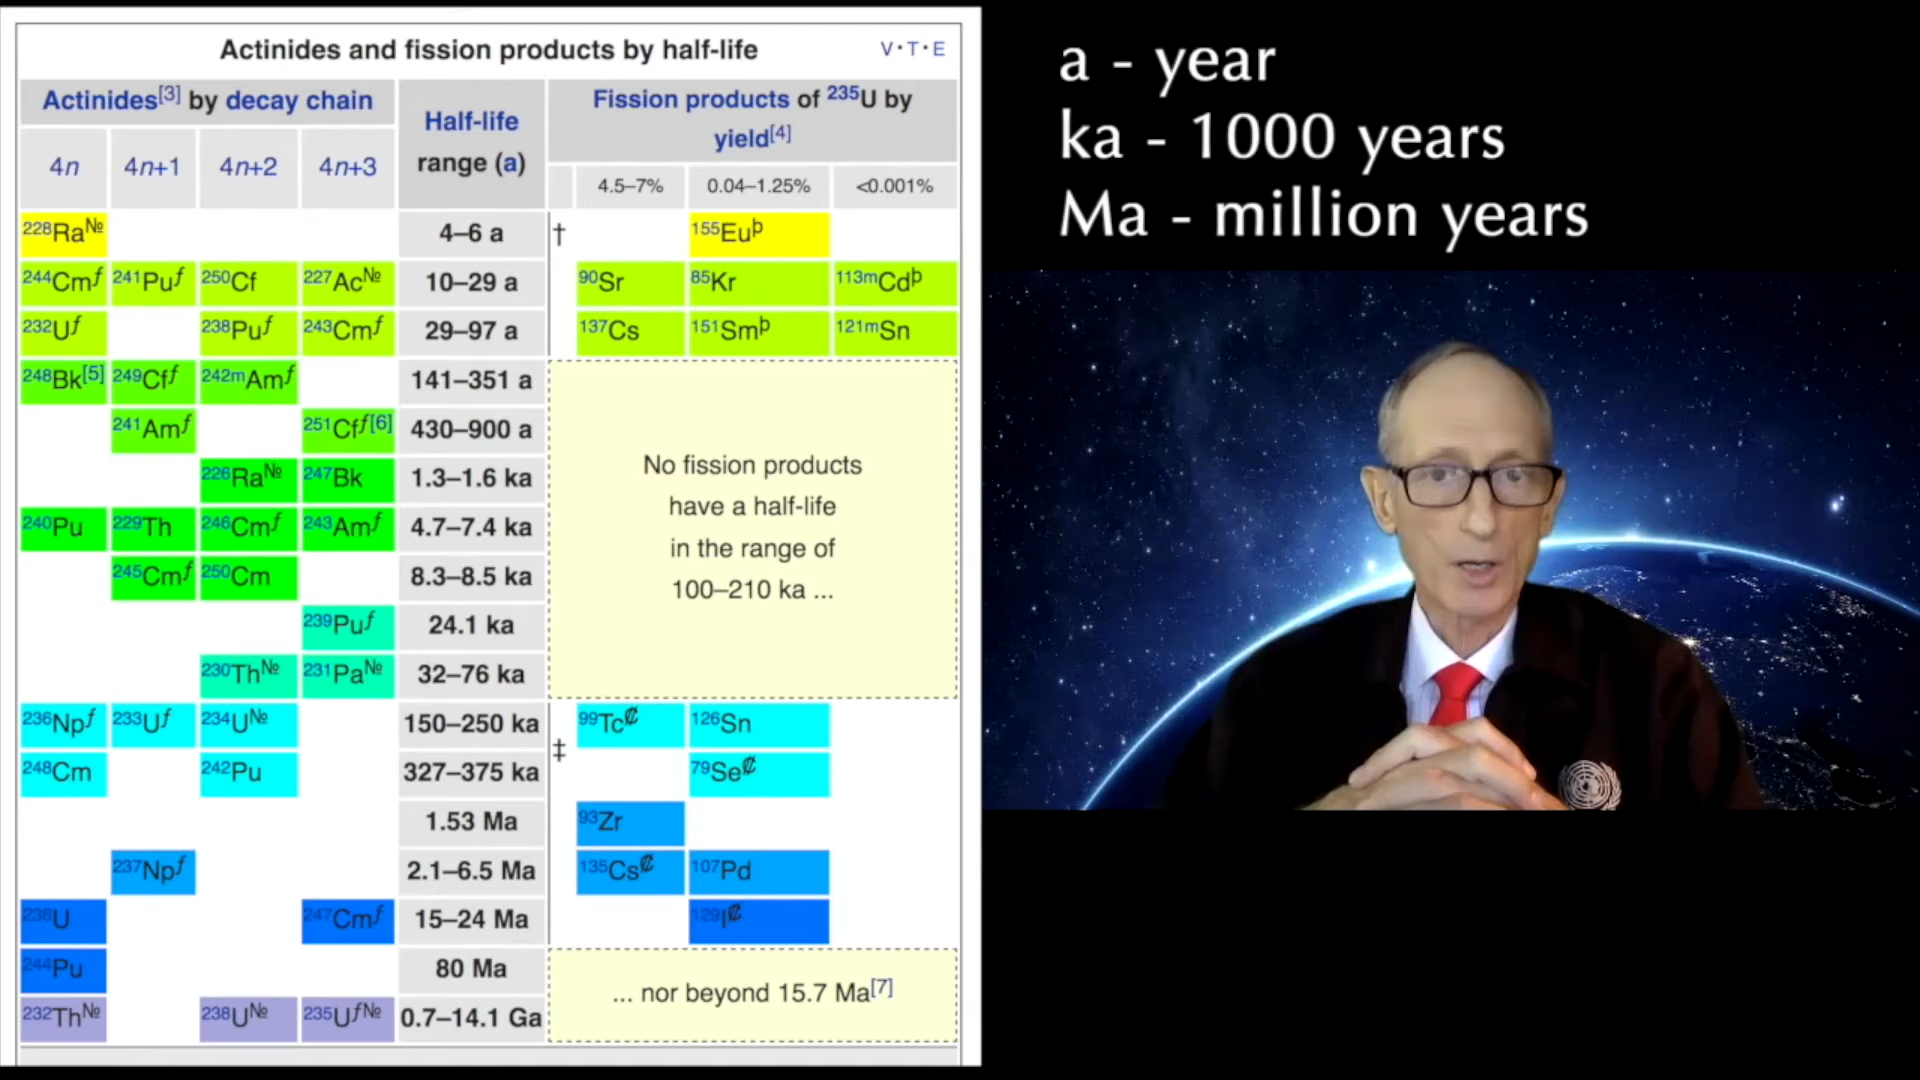 Actinides and fission products by half-life
V・T・E
Actinides[3] by decay chain
Half-life range (a)
Fission products of 235U by yield[4]
4n 4n+1 4n+2 4n+3
4.5–7% 0.04–1.25% <0.001%
228Ra№ 4–6 a † 155Euþ
244Cmƒ 241Puƒ 250Cf 227Ac№ 10–29 a 90Sr 85Kr 113mCdþ
232Uƒ 238Puƒ 243Cmƒ 29–97 a 137Cs 151Smþ 121mSn
248Bk[5] 249Cfƒ 242mAmƒ 141–351 a
241Amƒ 251Cfƒ[6] 430–900 a
226Ra№ 247Bk 1.3–1.6 ka
240Pu 229Th 246Cmƒ 243Amƒ 4.7–7.4 ka
245Cmƒ 250Cm 8.3–8.5 ka
239Puƒ 24.1 ka
230Th№ 231Pa№ 32–76 ka
No fission products
have a half-life
in the range of
100–210 ka ...
236Npƒ 233Uƒ 234U№ 150–250 ka ‡ 99Tc₡ 126Sn
248Cm 242Pu 327–375 ka 79Se₡
1.53 Ma 93Zr
237Npƒ 2.1–6.5 Ma 135Cs₡ 107Pd
236U 247Cmƒ 15–24 Ma 129I₡
244Pu 80 Ma
232Th№ 238U№ 235Uƒ№ 0.7–14.1 Ga
... nor beyond 15.7 Ma[7]
a - year
ka - 1000 years
Ma - million years